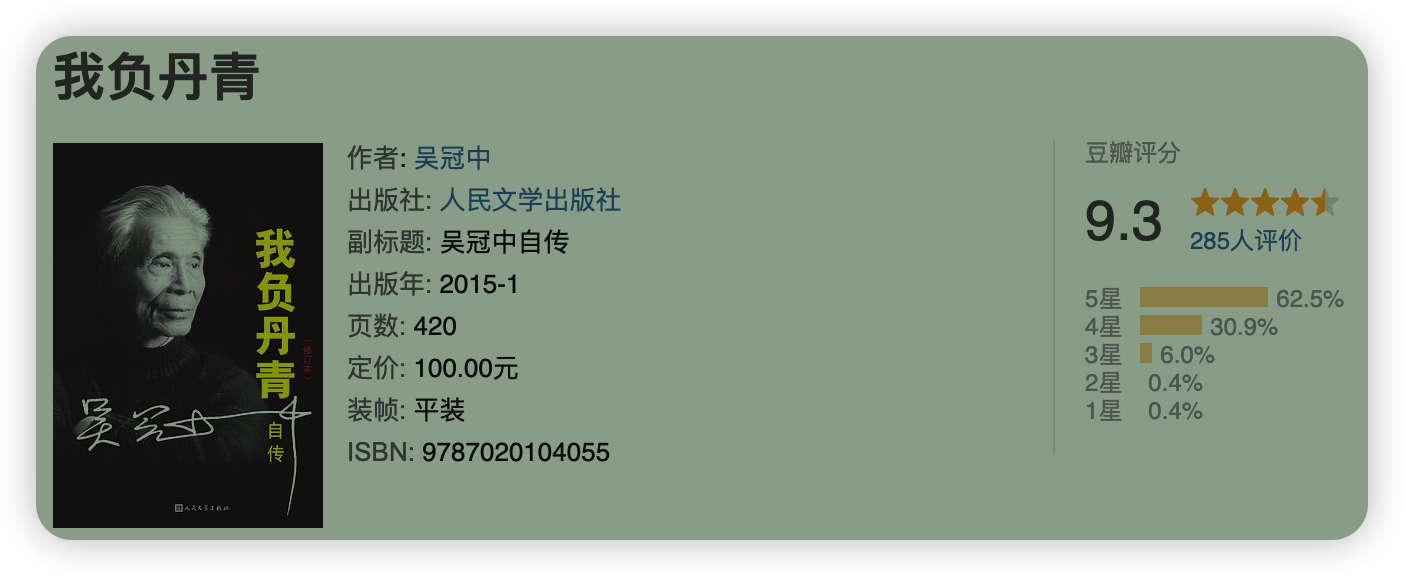 我负丹青
我负丹青
（修订本）
自传
吴冠中
人民文学出版社
作者: 吴冠中
出版社: 人民文学出版社
副标题: 吴冠中自传
出版年: 2015-1
页数: 420
定价: 100.00元
装帧: 平装
ISBN: 9787020104055
豆瓣评分
9.3
285人评价
5星 62.5%
4星 30.9%
3星 6.0%
2星 0.4%
1星 0.4%